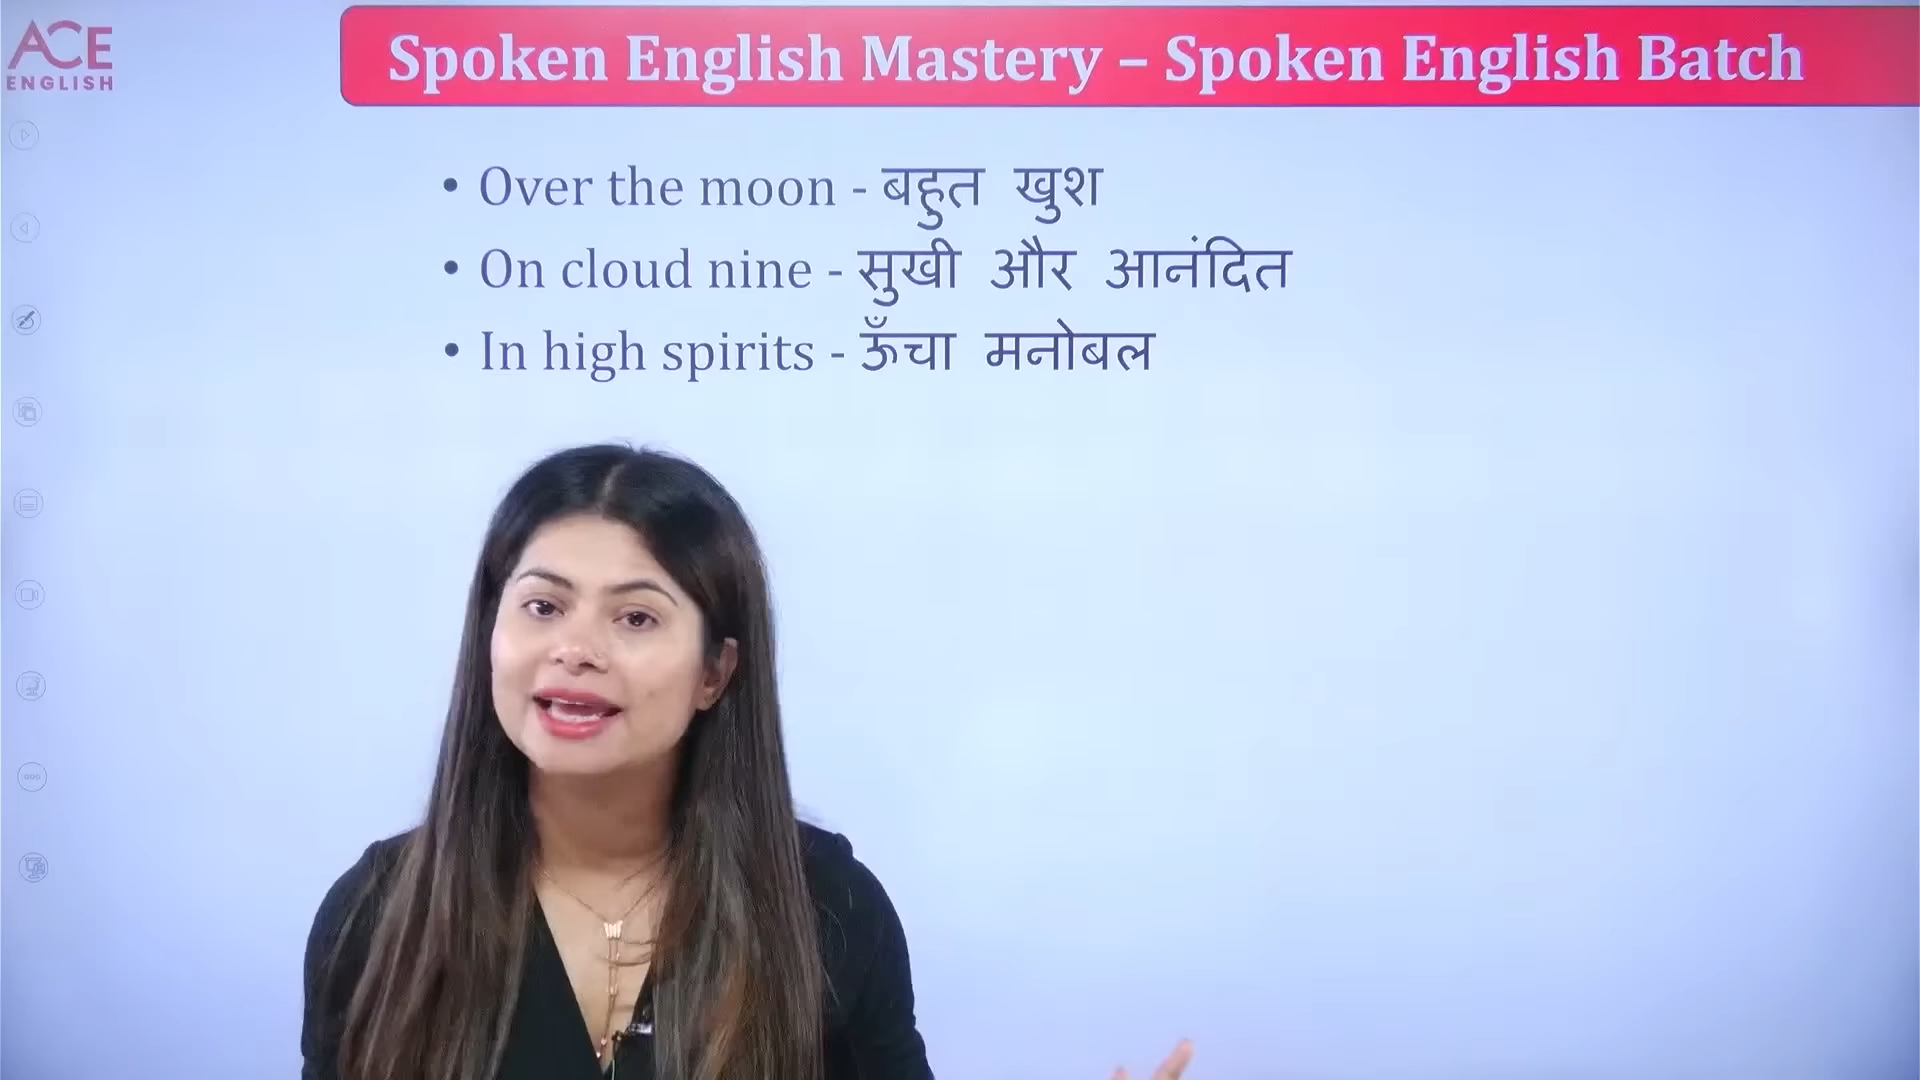 ACE
ENGLISH
Spoken English Mastery – Spoken English Batch
• Over the moon - बहुत खुश
• On cloud nine - सुखी और आनंदित
• In high spirits - ऊँचा मनोबल